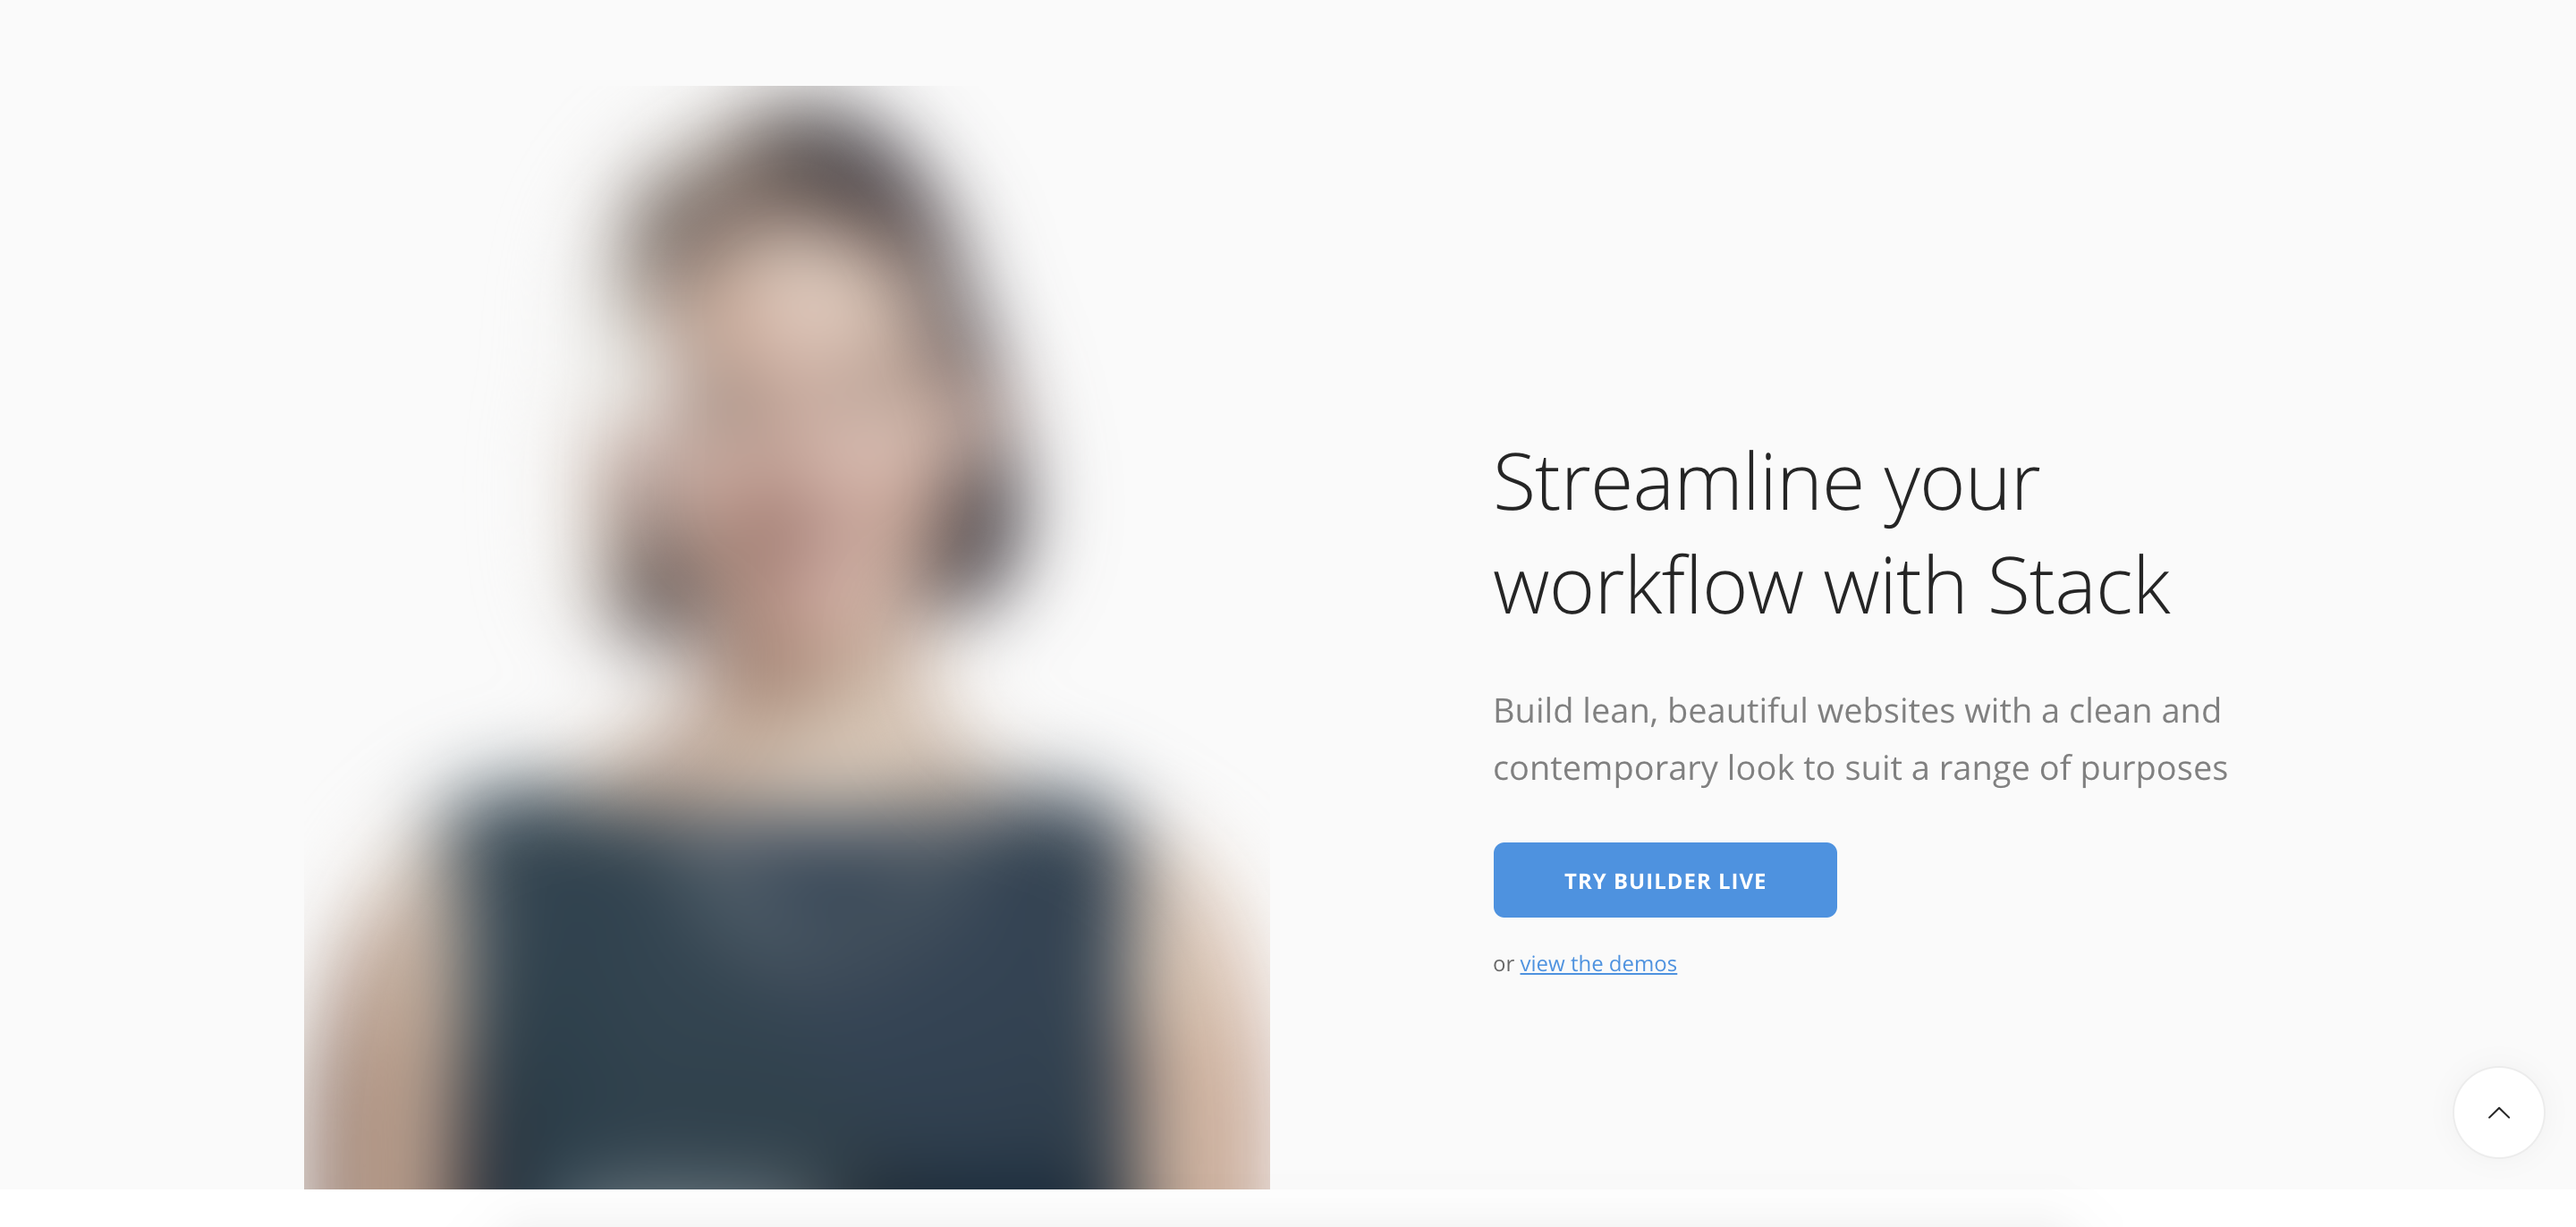 Streamline your
workflow with Stack
Build lean, beautiful websites with a clean and
contemporary look to suit a range of purposes
TRY BUILDER LIVE
or view the demos